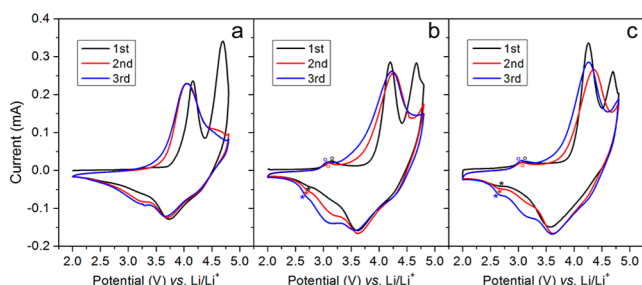 a
b
c
1st
2nd
3rd
1st
2nd
3rd
1st
2nd
3rd
Current (mA)
0.4
0.3
0.2
0.1
0.0
-0.1
-0.2
2.0 2.5 3.0 3.5 4.0 4.5 5.0
2.0 2.5 3.0 3.5 4.0 4.5 5.0
2.0 2.5 3.0 3.5 4.0 4.5 5.0
Potential (V) vs. Li/Li⁺
Potential (V) vs. Li/Li⁺
Potential (V) vs. Li/Li⁺